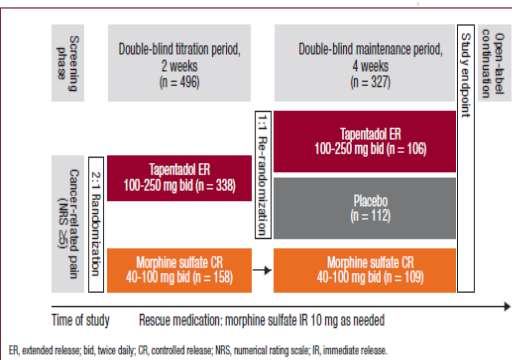 Screening
phase
Double-blind titration period,
2 weeks
(n = 496)
Double-blind maintenance period,
4 weeks
(n = 327)
Study endpoint
Open-label
continuation
Cancer-related pain
(NRS ≥5)
2:1 Randomization
Tapentadol ER
100-250 mg bid (n = 338)
1:1 Re-randomization
Tapentadol ER
100-250 mg bid (n = 106)
Placebo
(n = 112)
Morphine sulfate CR
40-100 mg bid (n = 158)
Morphine sulfate CR
40-100 mg bid (n = 109)
Time of study
Rescue medication: morphine sulfate IR 10 mg as needed
ER, extended release; bid, twice daily; CR, controlled release; NRS, numerical rating scale; IR, immediate release.